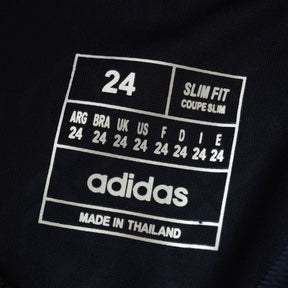 24
SLIM FIT
COUPE SLIM
ARG BRA UK US F D I E
24 24 24 24 24 24 24 24
adidas
MADE IN THAILAND